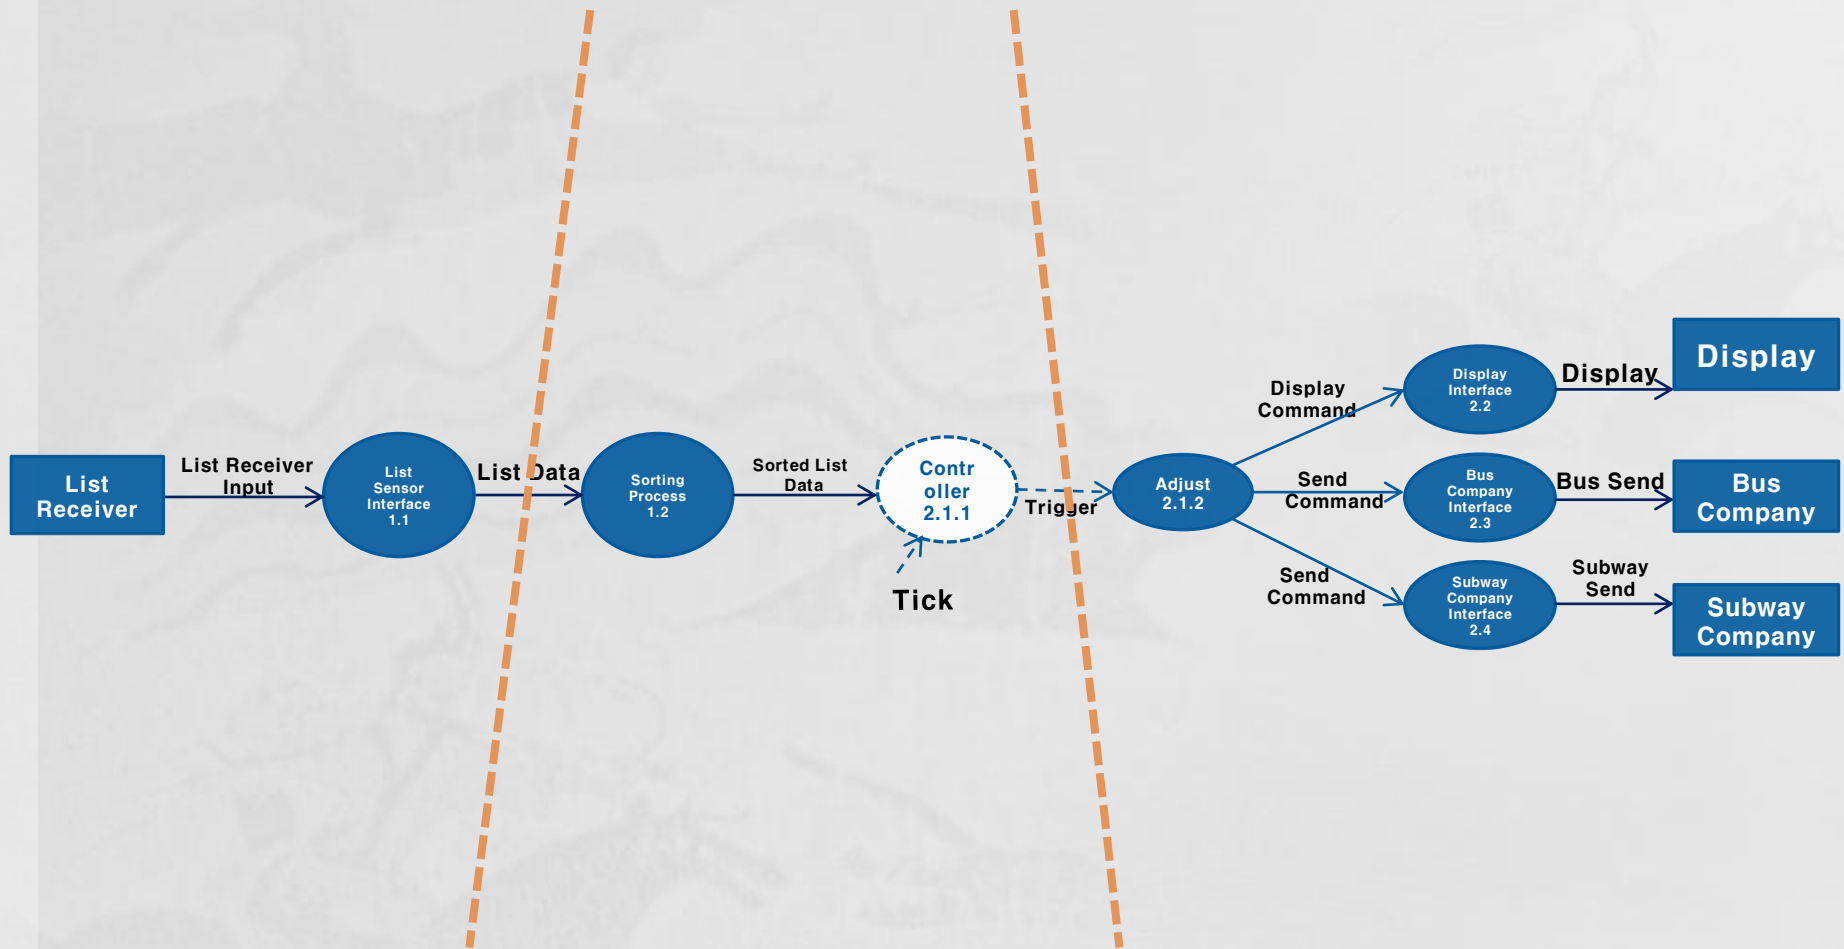 List
Receiver
List Receiver
Input
List
Sensor
Interface
1.1
List Data
Sorting
Process
1.2
Sorted List
Data
Contr
oller
2.1.1
Tick
Trigger
Adjust
2.1.2
Display
Command
Send
Command
Send
Command
Display
Interface
2.2
Display
Display
Bus
Company
Interface
2.3
Bus Send
Bus
Company
Subway
Company
Interface
2.4
Subway
Send
Subway
Company